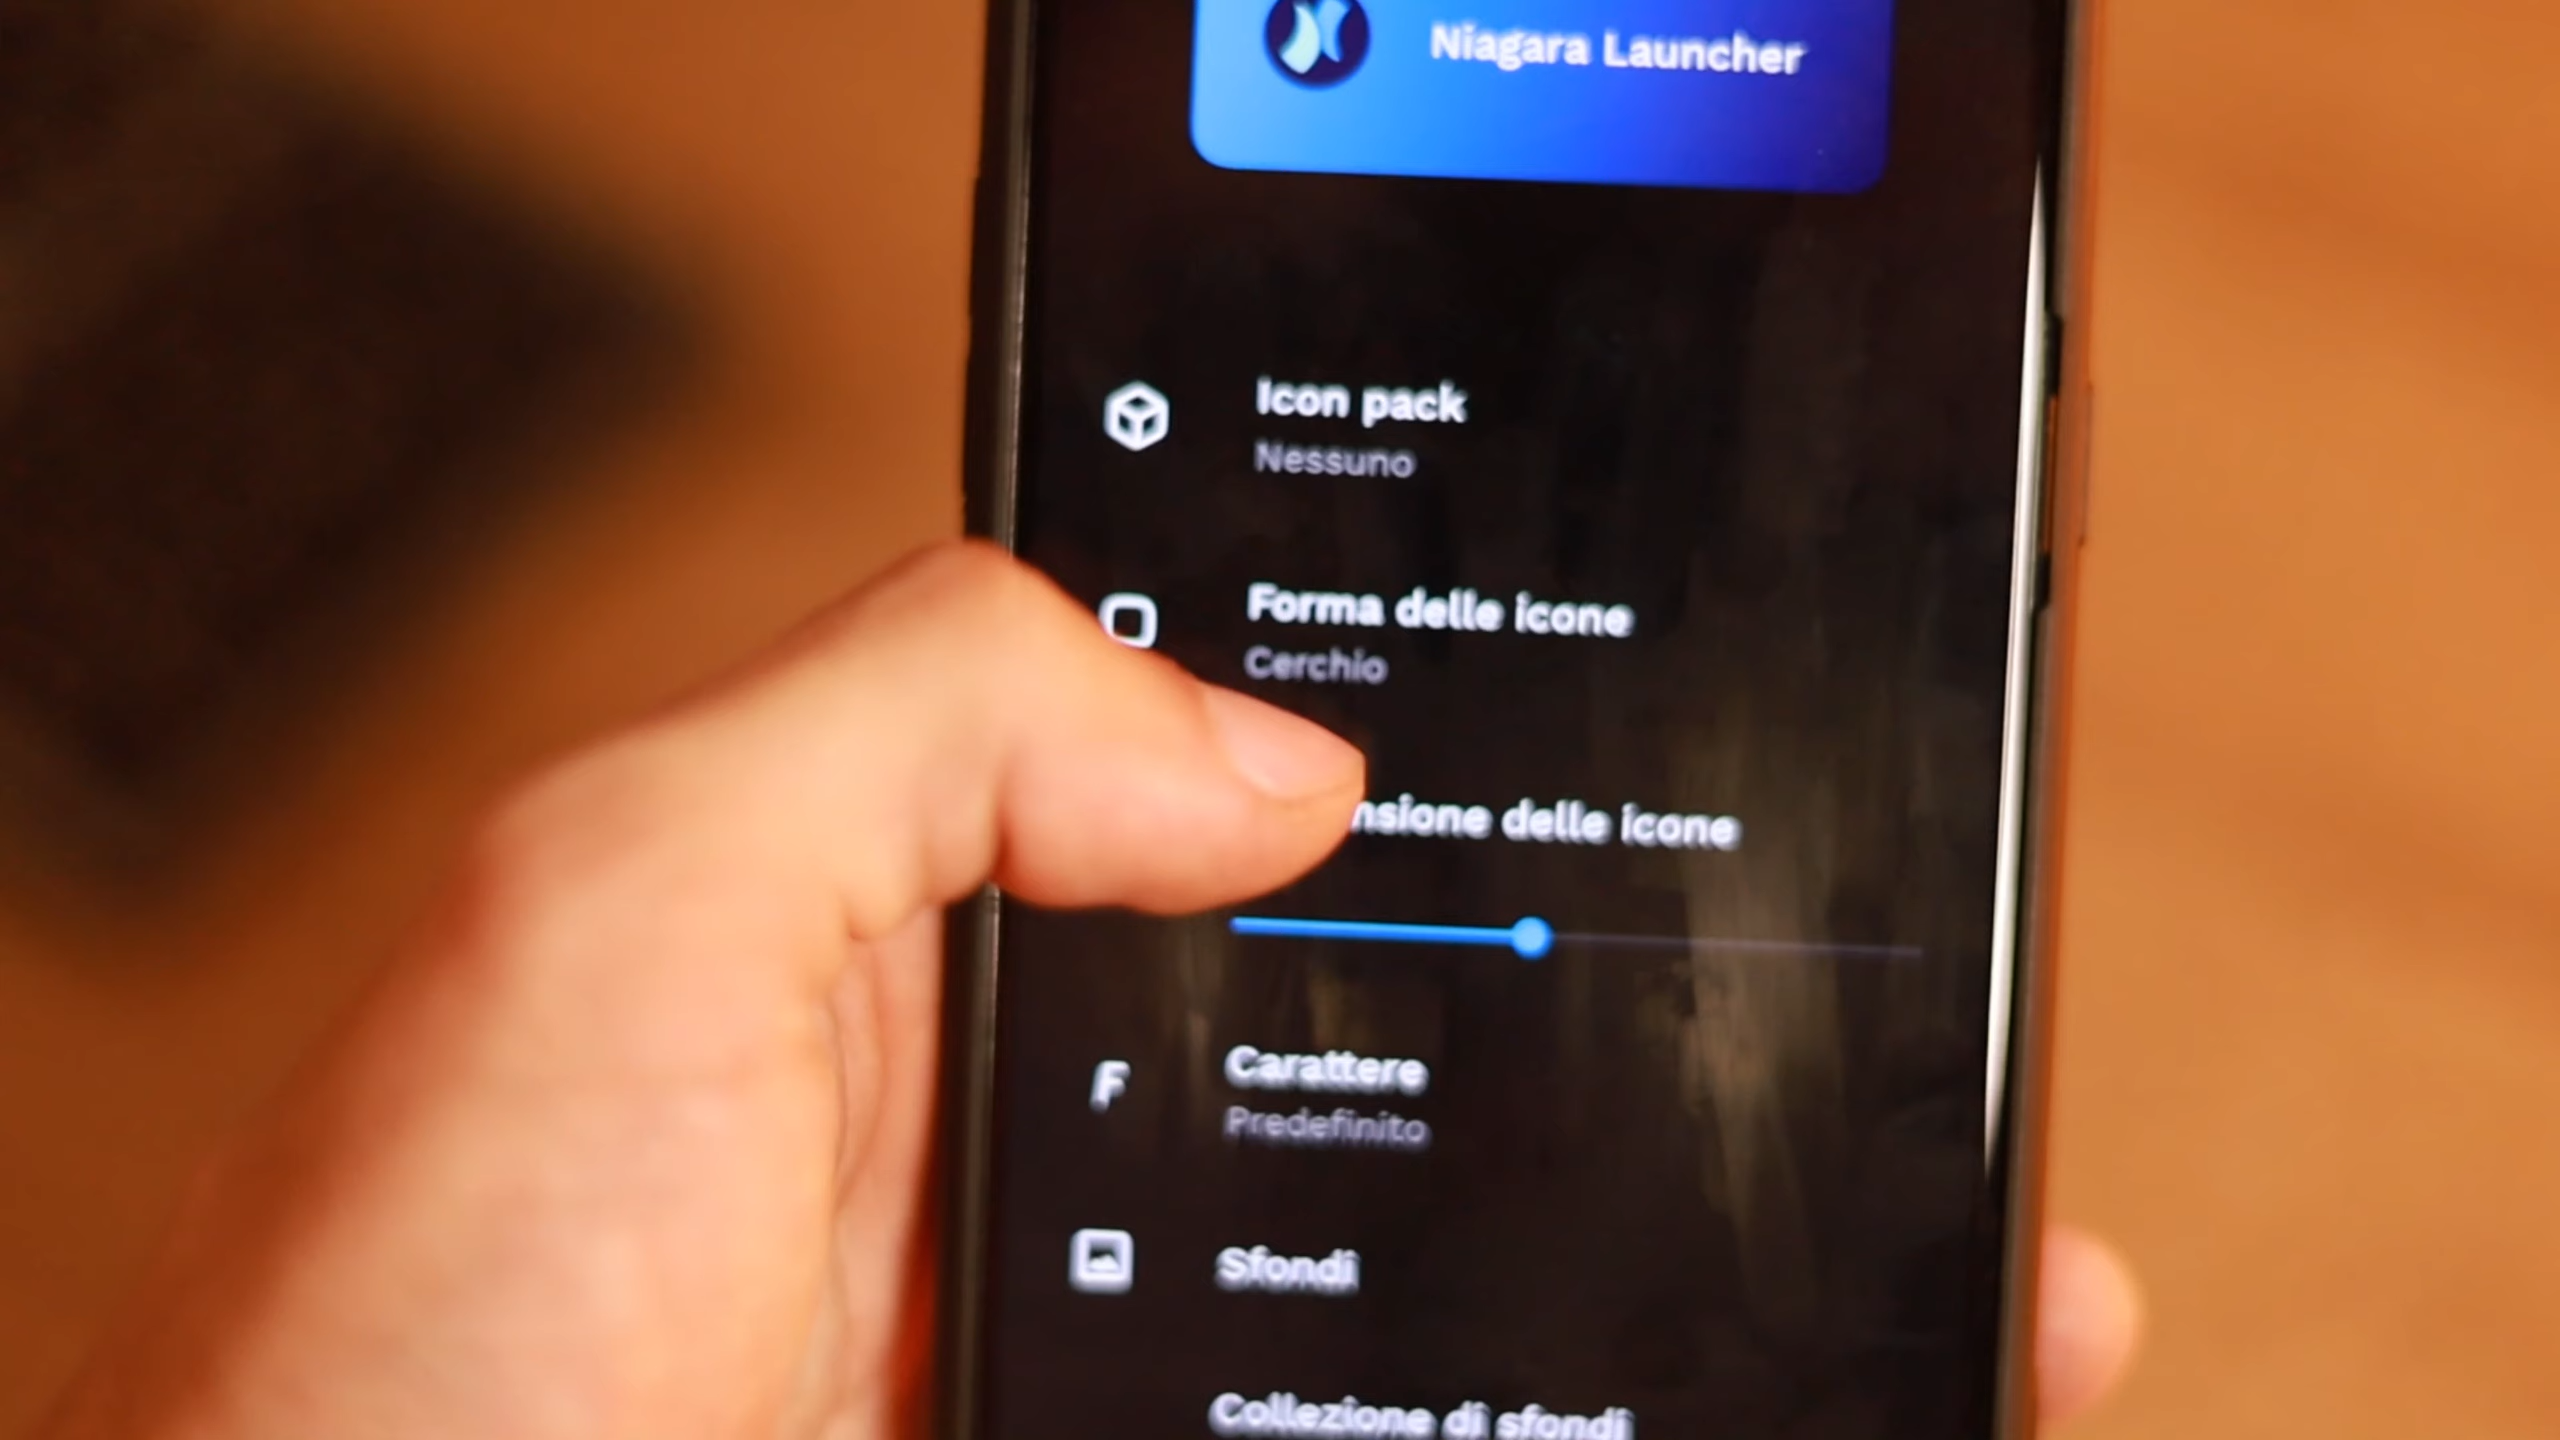 Niagara Launcher
Icon pack
Nessuno
Forma delle icone
Cerchio
nsione delle icone
F
Carattere
Predefinito
Sfondi
Collezione di sfondi